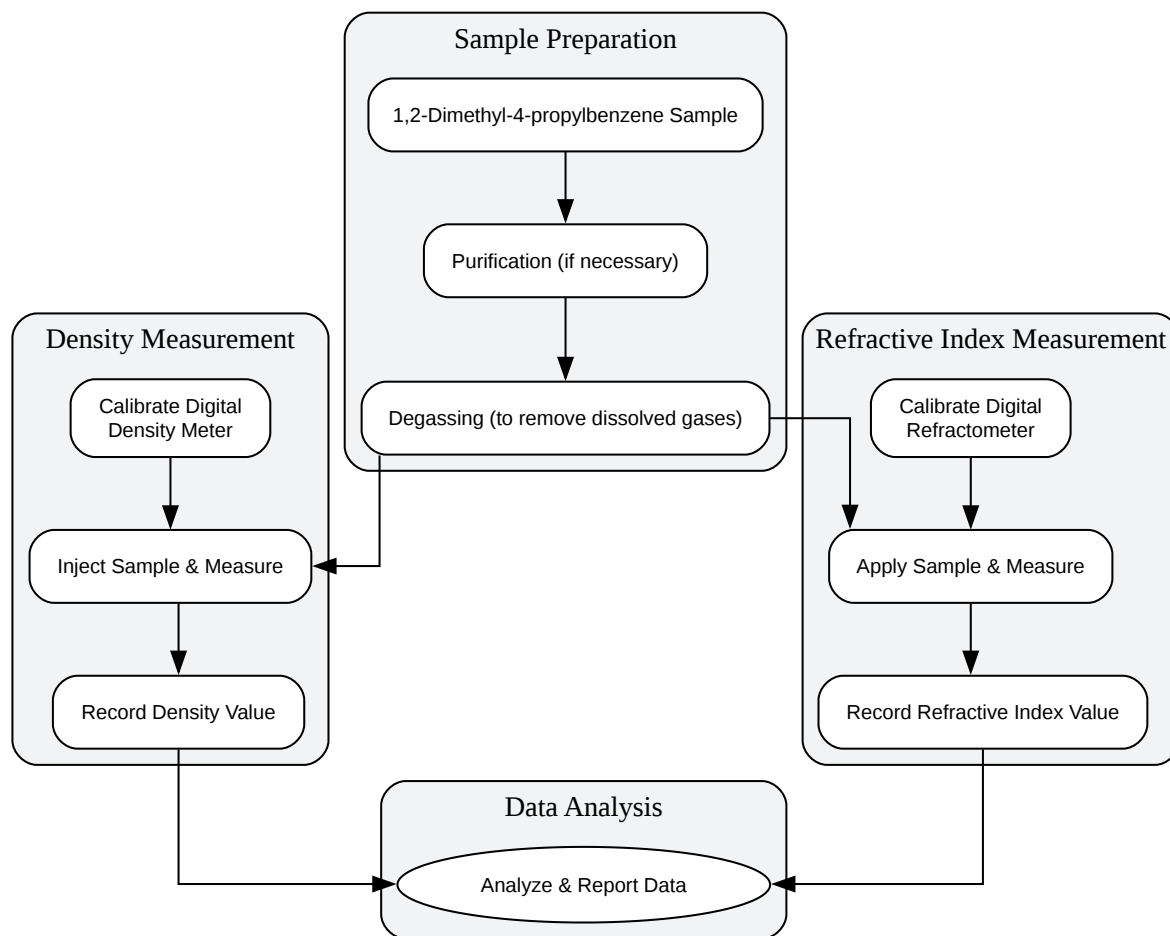 Sample Preparation
1,2-Dimethyl-4-propylbenzene Sample
Purification (if necessary)
Degassing (to remove dissolved gases)
Density Measurement
Calibrate Digital
Density Meter
Inject Sample & Measure
Record Density Value
Refractive Index Measurement
Calibrate Digital
Refractometer
Apply Sample & Measure
Record Refractive Index Value
Data Analysis
Analyze & Report Data